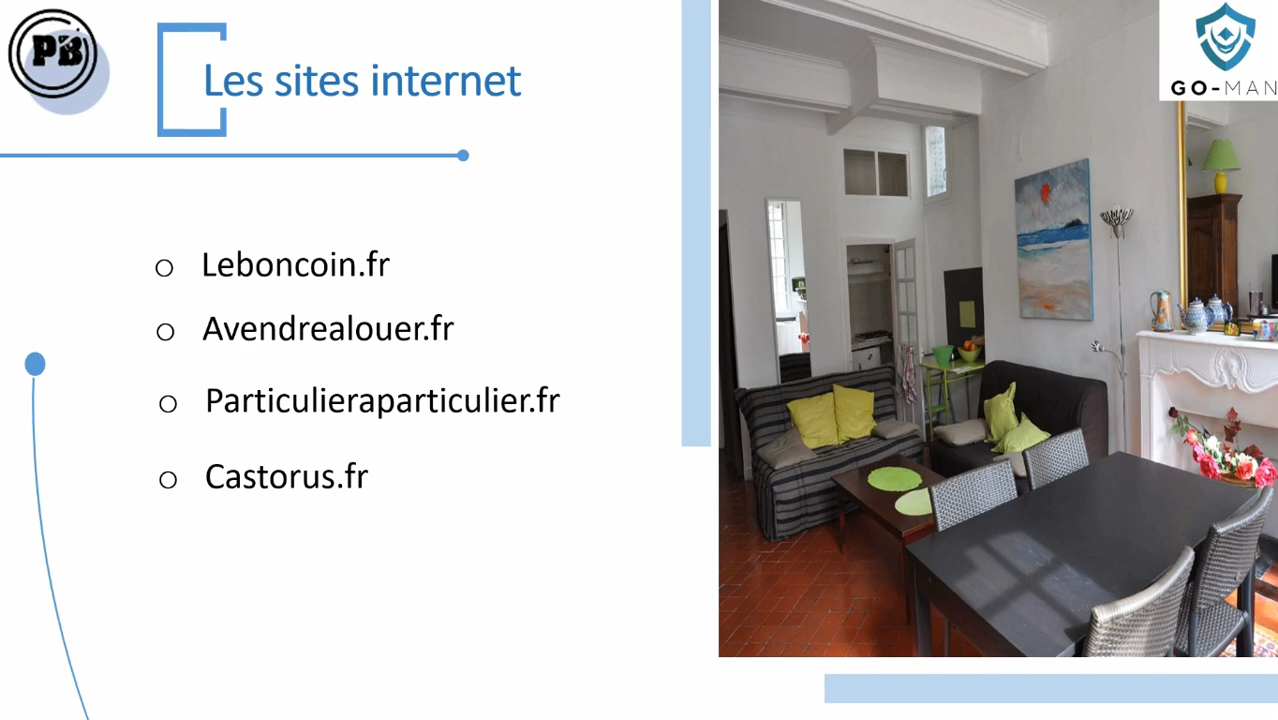 PB
Les sites internet
GO-MAN
Leboncoin.fr
Avendrealouer.fr
Particulieraparticulier.fr
Castorus.fr